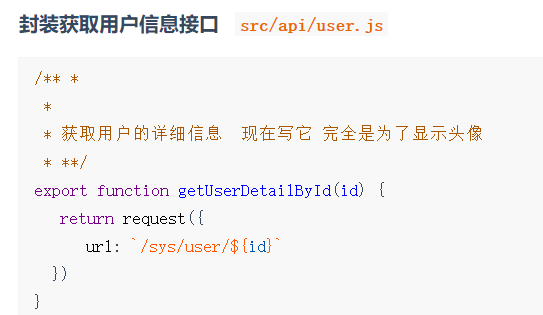 封装获取用户信息接口 src/api/user.js
/** *
 *
 * 获取用户的详细信息  现在写它 完全是为了显示头像
 * **/
export function getUserDetailById(id) {
  return request({
    url: `/sys/user/${id}`
  })
}